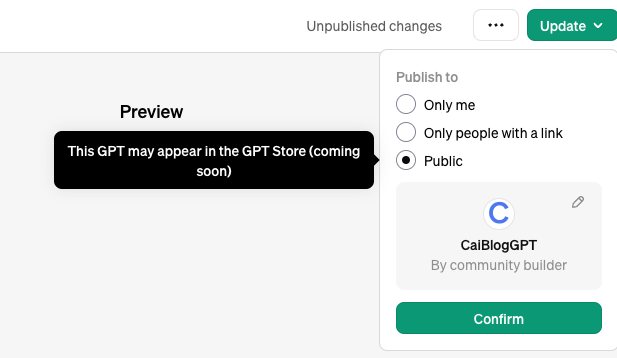 Unpublished changes
...
Update
Publish to
Only me
Only people with a link
Public
Preview
This GPT may appear in the GPT Store (coming
soon)
C
CaiBlogGPT
By community builder
Confirm